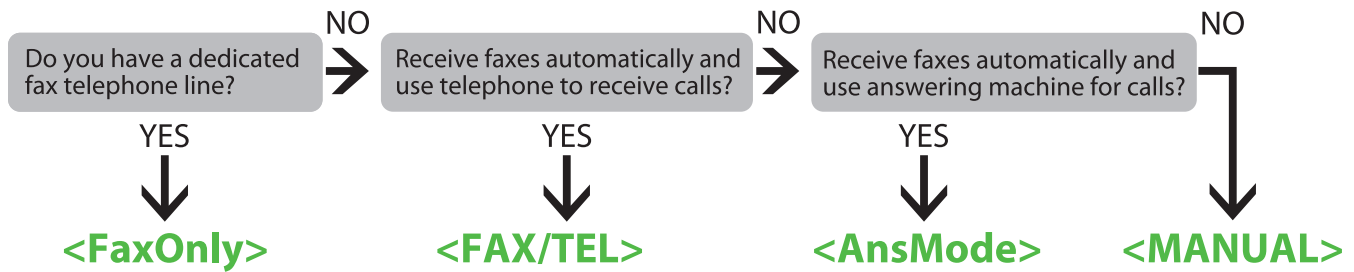 NO
NO
NO
Do you have a dedicated
fax telephone line?
Receive faxes automatically and
use telephone to receive calls?
Receive faxes automatically and
use answering machine for calls?
YES
YES
YES
<FaxOnly>
<FAX/TEL>
<AnsMode>
<MANUAL>